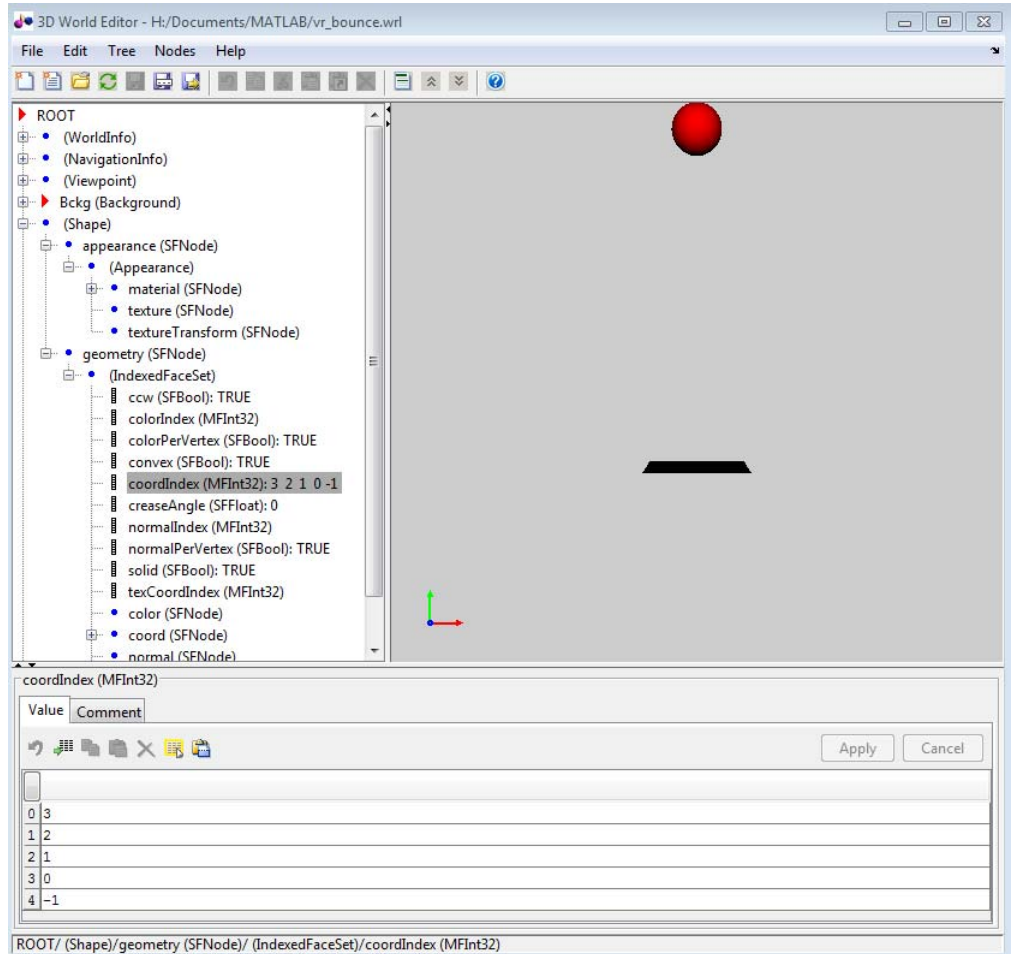 3D World Editor - H:/Documents/MATLAB/vr_bounce.wrl
File Edit Tree Nodes Help
ROOT
(WorldInfo)
(NavigationInfo)
(Viewpoint)
Bckg (Background)
(Shape)
appearance (SFNode)
(Appearance)
material (SFNode)
texture (SFNode)
textureTransform (SFNode)
geometry (SFNode)
(IndexedFaceSet)
ccw (SFBool): TRUE
colorIndex (MFInt32)
colorPerVertex (SFBool): TRUE
convex (SFBool): TRUE
coordIndex (MFInt32): 3 2 1 0 -1
creaseAngle (SFFloat): 0
normalIndex (MFInt32)
normalPerVertex (SFBool): TRUE
solid (SFBool): TRUE
texCoordIndex (MFInt32)
color (SFNode)
coord (SFNode)
normal (SFNode)
coordIndex (MFInt32)
Value Comment
Apply Cancel
0 3
1 2
2 1
3 0
4 -1
ROOT/ (Shape)/geometry (SFNode)/ (IndexedFaceSet)/coordIndex (MFInt32)